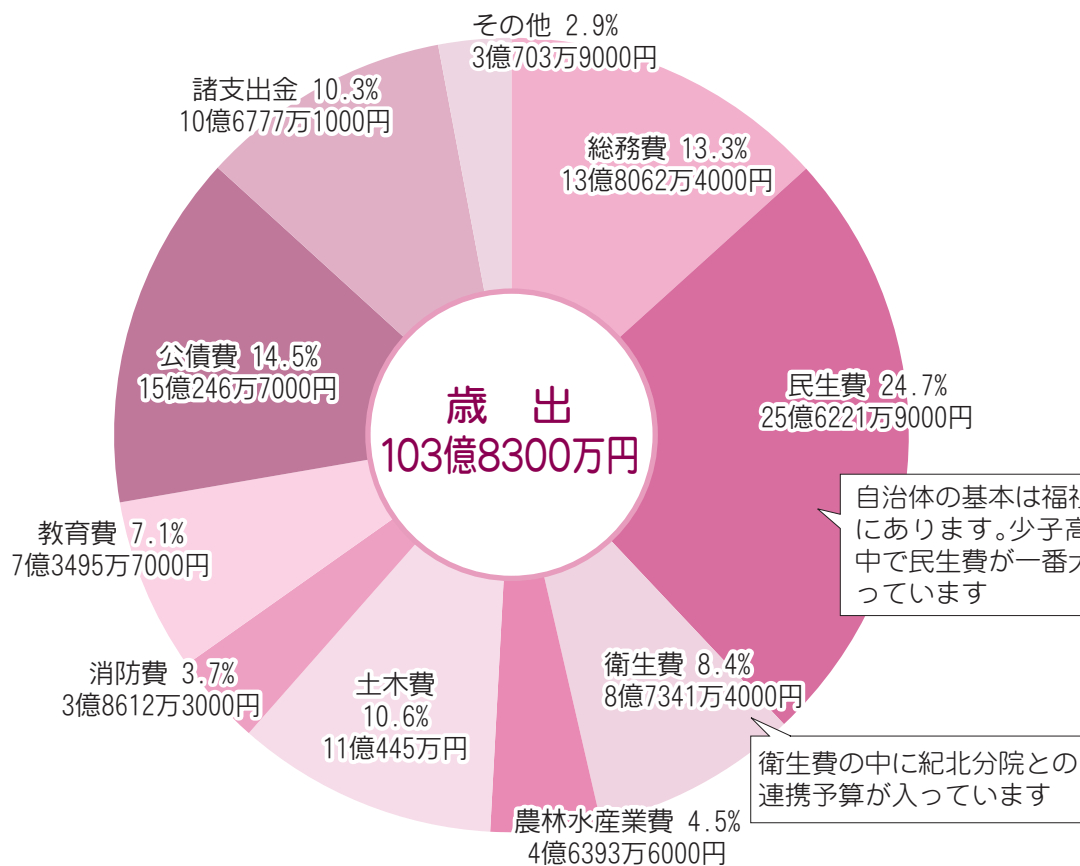 その他 2.9%
3億703万9000円
諸支出金 10.3%
10億6777万1000円
総務費 13.3%
13億8062万4000円
公債費 14.5%
15億246万7000円
歳 出
103億8300万円
民生費 24.7%
25億6221万9000円
自治体の基本は福祉
にあります。少子高
中で民生費が一番大
っています
教育費 7.1%
7億3495万7000円
消防費 3.7%
3億8612万3000円
土木費
10.6%
11億445万円
衛生費 8.4%
8億7341万4000円
衛生費の中に紀北分院との
連携予算が入っています
農林水産業費 4.5%
4億6393万6000円